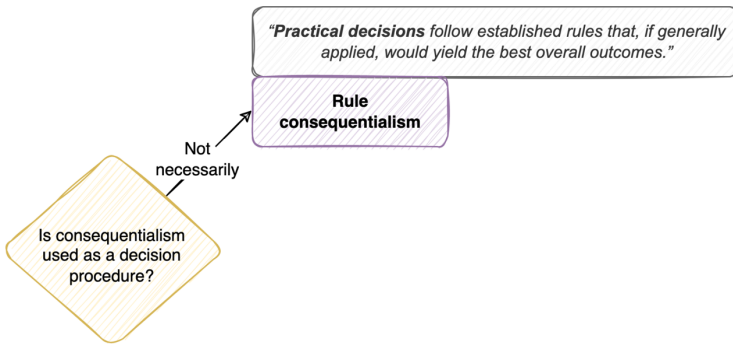 “Practical decisions follow established rules that, if generally
applied, would yield the best overall outcomes.”
Rule
consequentialism
Not
necessarily
Is consequentialism
used as a decision
procedure?